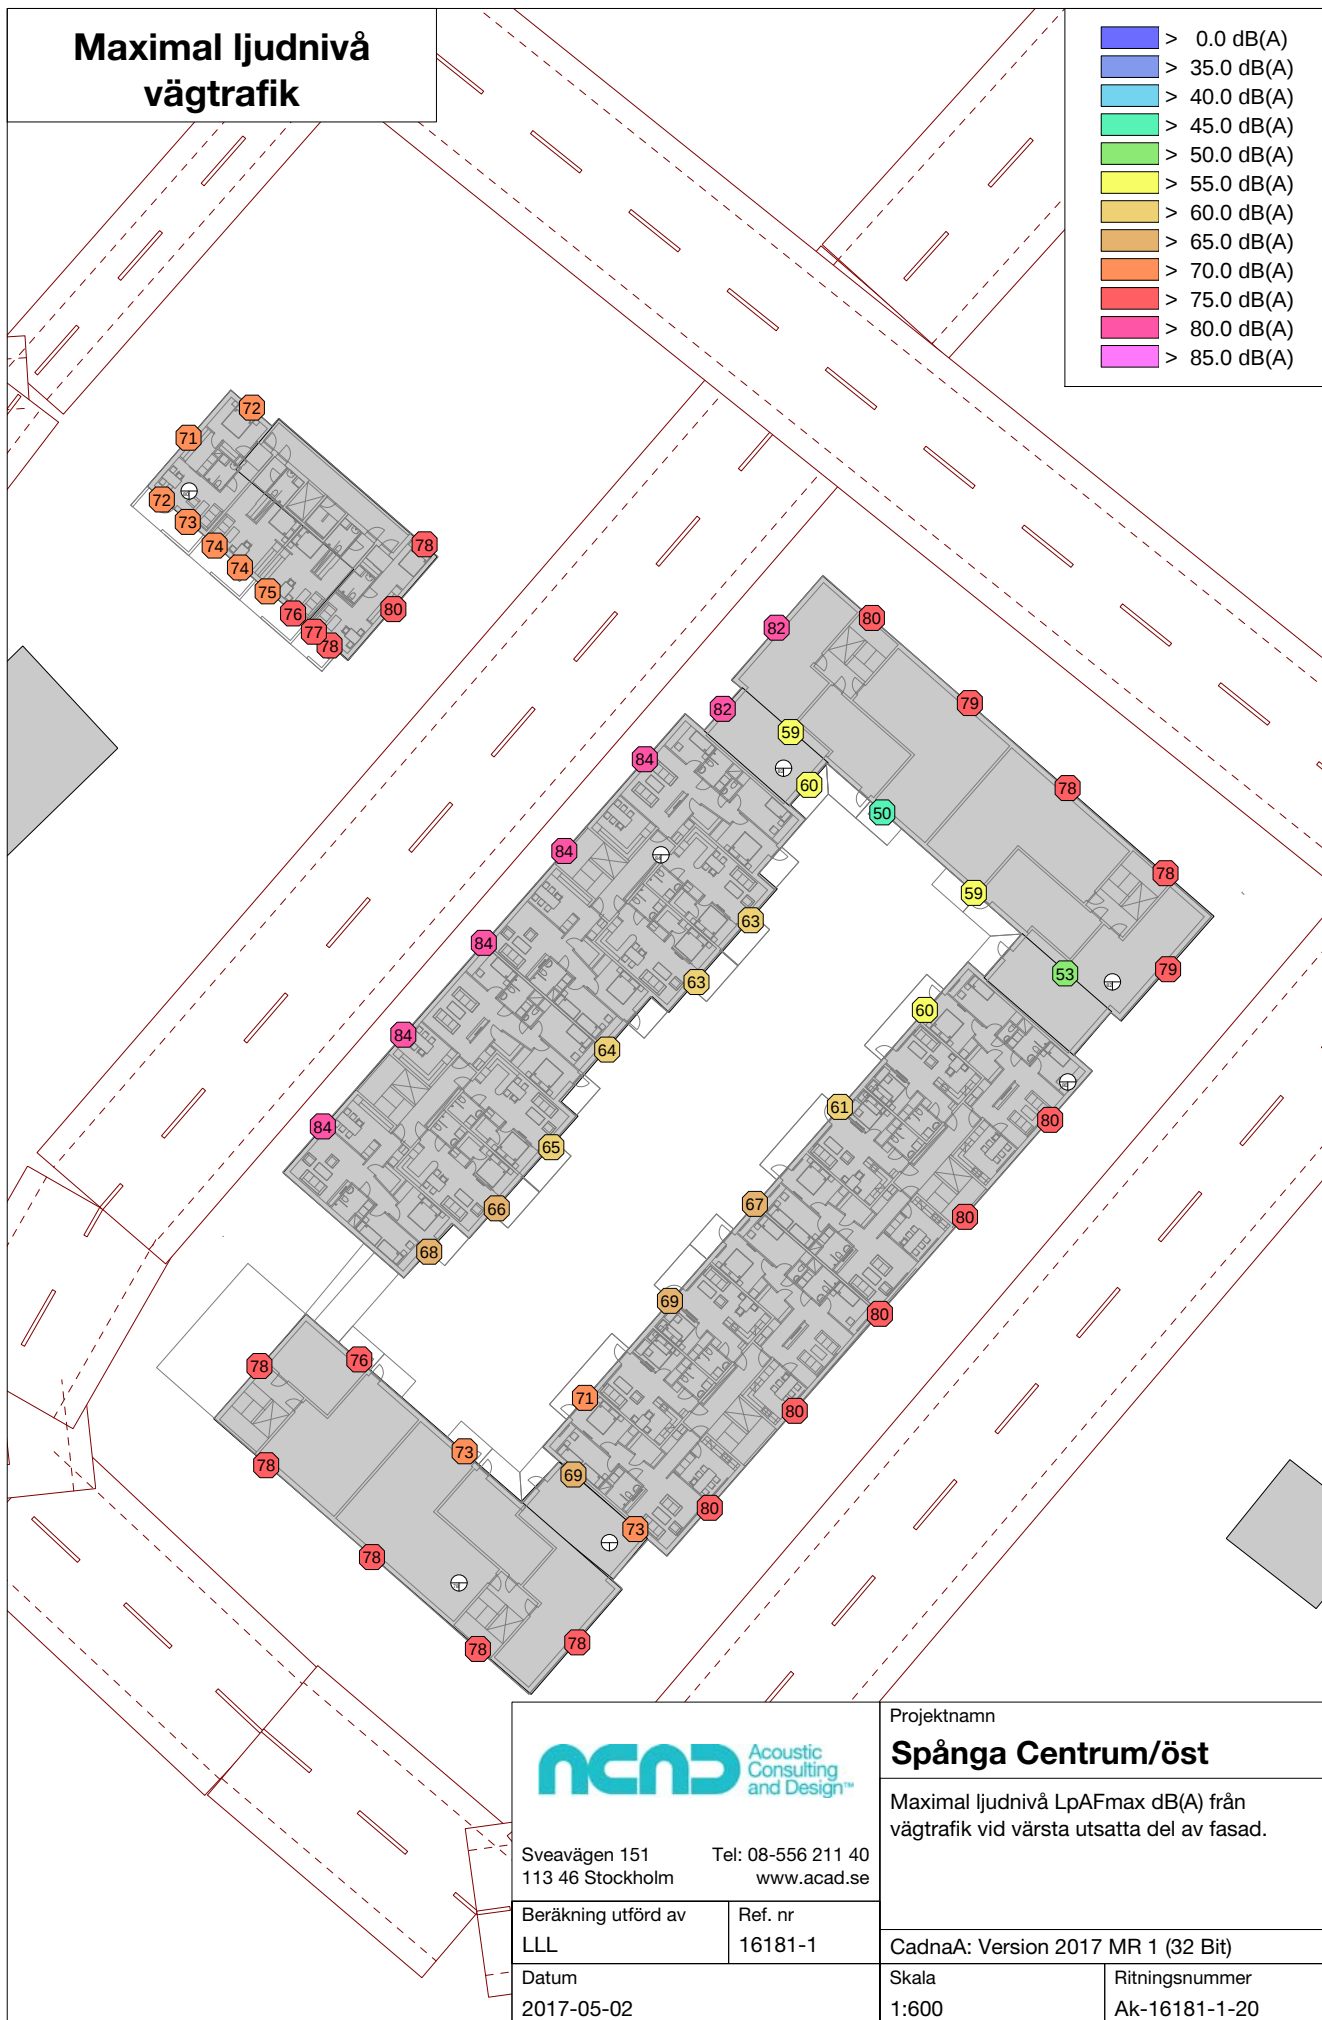 Maximal ljudnivå
vägtrafik
> 0.0 dB(A)
> 35.0 dB(A)
> 40.0 dB(A)
> 45.0 dB(A)
> 50.0 dB(A)
> 55.0 dB(A)
> 60.0 dB(A)
> 65.0 dB(A)
> 70.0 dB(A)
> 75.0 dB(A)
> 80.0 dB(A)
> 85.0 dB(A)
72
71
72
73
74
74
75
76
77
78
78
80
82
80
82
59
79
84
60
78
50
84
78
59
63
84
79
53
63
60
84
64
61
80
84
65
67
80
66
68
69
80
78
76
71
80
73
78
69
80
73
78
78
78
ACAD Acoustic
Consulting
and Design™
Sveavägen 151 Tel: 08-556 211 40
113 46 Stockholm www.acad.se
Beräkning utförd av
LLL
Ref. nr
16181-1
Datum
2017-05-02
Projektnamn
Spånga Centrum/öst
Maximal ljudnivå LpAFmax dB(A) från
vägtrafik vid värsta utsatta del av fasad.
CadnaA: Version 2017 MR 1 (32 Bit)
Skala
1:600
Ritningsnummer
Ak-16181-1-20